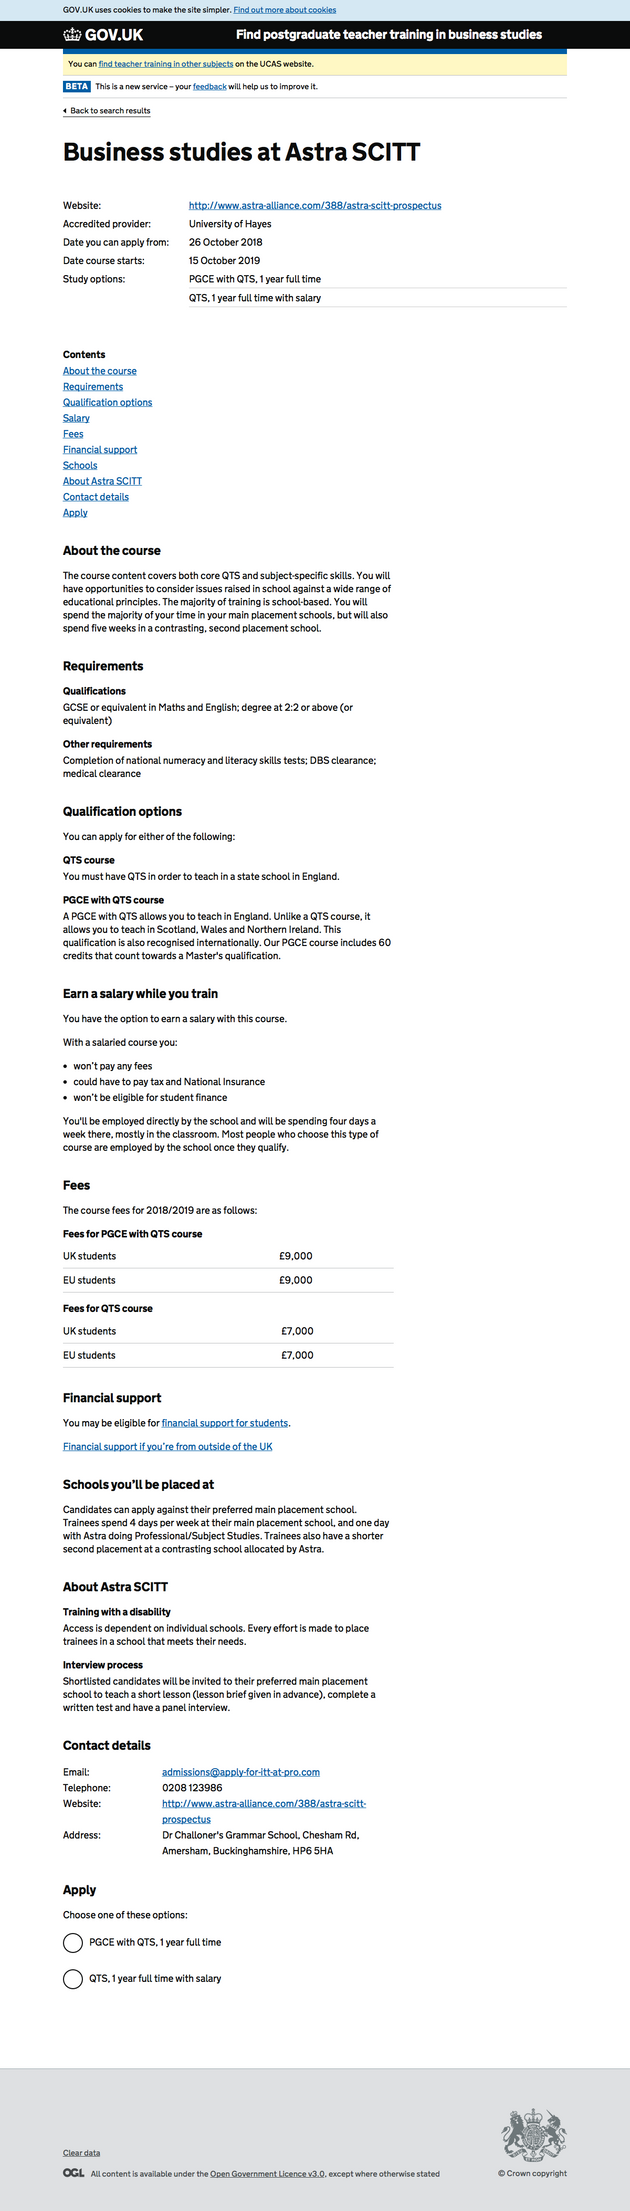 GOV.UK uses cookies to make the site simpler. Find out more about cookies
GOV.UK Find postgraduate teacher training in business studies
You can find teacher training in other subjects on the UCAS website.
BETA This is a new service – your feedback will help us to improve it.
Back to search results
Business studies at Astra SCITT
Website: http://www.astra-alliance.com/388/astra-scitt-prospectus
Accredited provider: University of Hayes
Date you can apply from: 26 October 2018
Date course starts: 15 October 2019
Study options: PGCE with QTS, 1 year full time
QTS, 1 year full time with salary
Contents
About the course
Requirements
Qualification options
Salary
Fees
Financial support
Schools
About Astra SCITT
Contact details
Apply
About the course
The course content covers both core QTS and subject-specific skills. You will
have opportunities to consider issues raised in school against a wide range of
educational principles. The majority of training is school-based. You will
spend the majority of your time in your main placement schools, but will also
spend five weeks in a contrasting, second placement school.
Requirements
Qualifications
GCSE or equivalent in Maths and English; degree at 2:2 or above (or
equivalent)
Other requirements
Completion of national numeracy and literacy skills tests; DBS clearance;
medical clearance
Qualification options
You can apply for either of the following:
QTS course
You must have QTS in order to teach in a state school in England.
PGCE with QTS course
A PGCE with QTS allows you to teach in England. Unlike a QTS course, it
allows you to teach in Scotland, Wales and Northern Ireland. This
qualification is also recognised internationally. Our PGCE course includes 60
credits that count towards a Master's qualification.
Earn a salary while you train
You have the option to earn a salary with this course.
With a salaried course you:
• won't pay any fees
• could have to pay tax and National Insurance
• won't be eligible for student finance
You'll be employed directly by the school and will be spending four days a
week there, mostly in the classroom. Most people who choose this type of
course are employed by the school once they qualify.
Fees
The course fees for 2018/2019 are as follows:
Fees for PGCE with QTS course
UK students £9,000
EU students £9,000
Fees for QTS course
UK students £7,000
EU students £7,000
Financial support
You may be eligible for financial support for students.
Financial support if you're from outside of the UK
Schools you'll be placed at
Candidates can apply against their preferred main placement school.
Trainees spend 4 days per week at their main placement school, and one day
with Astra doing Professional/Subject Studies. Trainees also have a shorter
second placement at a contrasting school allocated by Astra.
About Astra SCITT
Training with a disability
Access is dependent on individual schools. Every effort is made to place
trainees in a school that meets their needs.
Interview process
Shortlisted candidates will be invited to their preferred main placement
school to teach a short lesson (lesson brief given in advance), complete a
written test and have a panel interview.
Contact details
Email: admissions@apply-for-itt-at-pro.com
Telephone: 0208 123986
Website: http://www.astra-alliance.com/388/astra-scitt-
prospectus
Address: Dr Challoner's Grammar School, Chesham Rd,
Amersham, Buckinghamshire, HP6 5HA
Apply
Choose one of these options:
PGCE with QTS, 1 year full time
QTS, 1 year full time with salary
Clear data
OGL All content is available under the Open Government Licence v3.0, except where otherwise stated
© Crown copyright